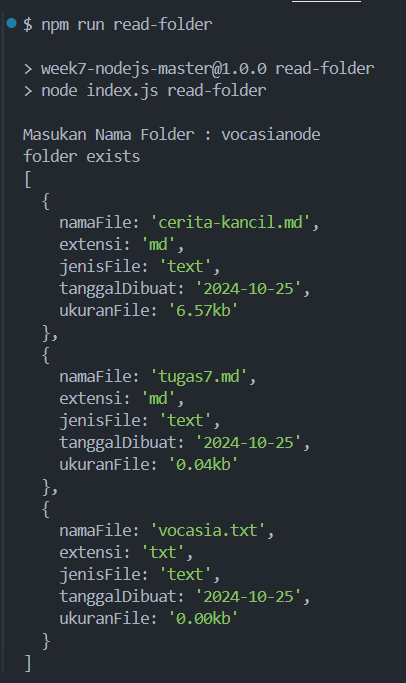 $ npm run read-folder
> week7-nodejs-master@1.0.0 read-folder
> node index.js read-folder
Masukan Nama Folder : vocasianode
folder exists
[
  {
    namaFile: 'cerita-kancil.md',
    extensi: 'md',
    jenisFile: 'text',
    tanggalDibuat: '2024-10-25',
    ukuranFile: '6.57kb'
  },
  {
    namaFile: 'tugas7.md',
    extensi: 'md',
    jenisFile: 'text',
    tanggalDibuat: '2024-10-25',
    ukuranFile: '0.04kb'
  },
  {
    namaFile: 'vocasia.txt',
    extensi: 'txt',
    jenisFile: 'text',
    tanggalDibuat: '2024-10-25',
    ukuranFile: '0.00kb'
  }
]